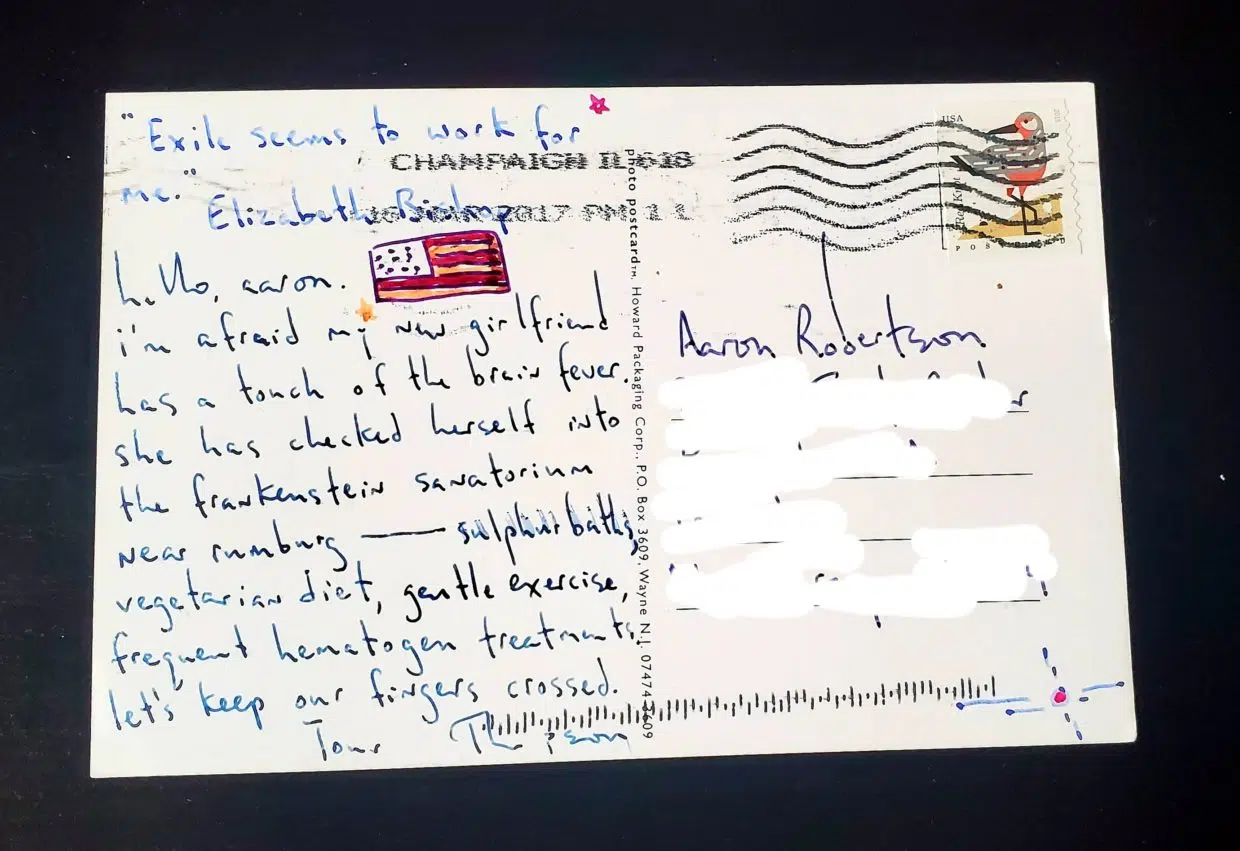 "Exile seems to work for
me."
Elizabeth Bishop
CHAMPAIGN IL 618
2017 PM 1 L
hello, aaron.
i'm afraid my new girlfriend
has a touch of the brain fever.
she has checked herself into
the frankenstein sanatorium
near rumburg — sulphur baths,
vegetarian diet, gentle exercise,
frequent hematogen treatments.
let's keep our fingers crossed.
Photo postcard™, Howard Packaging Corp., P.O. Box 3609, Wayne N.J. 07474-3609
USA
2015
Aaron Robertson